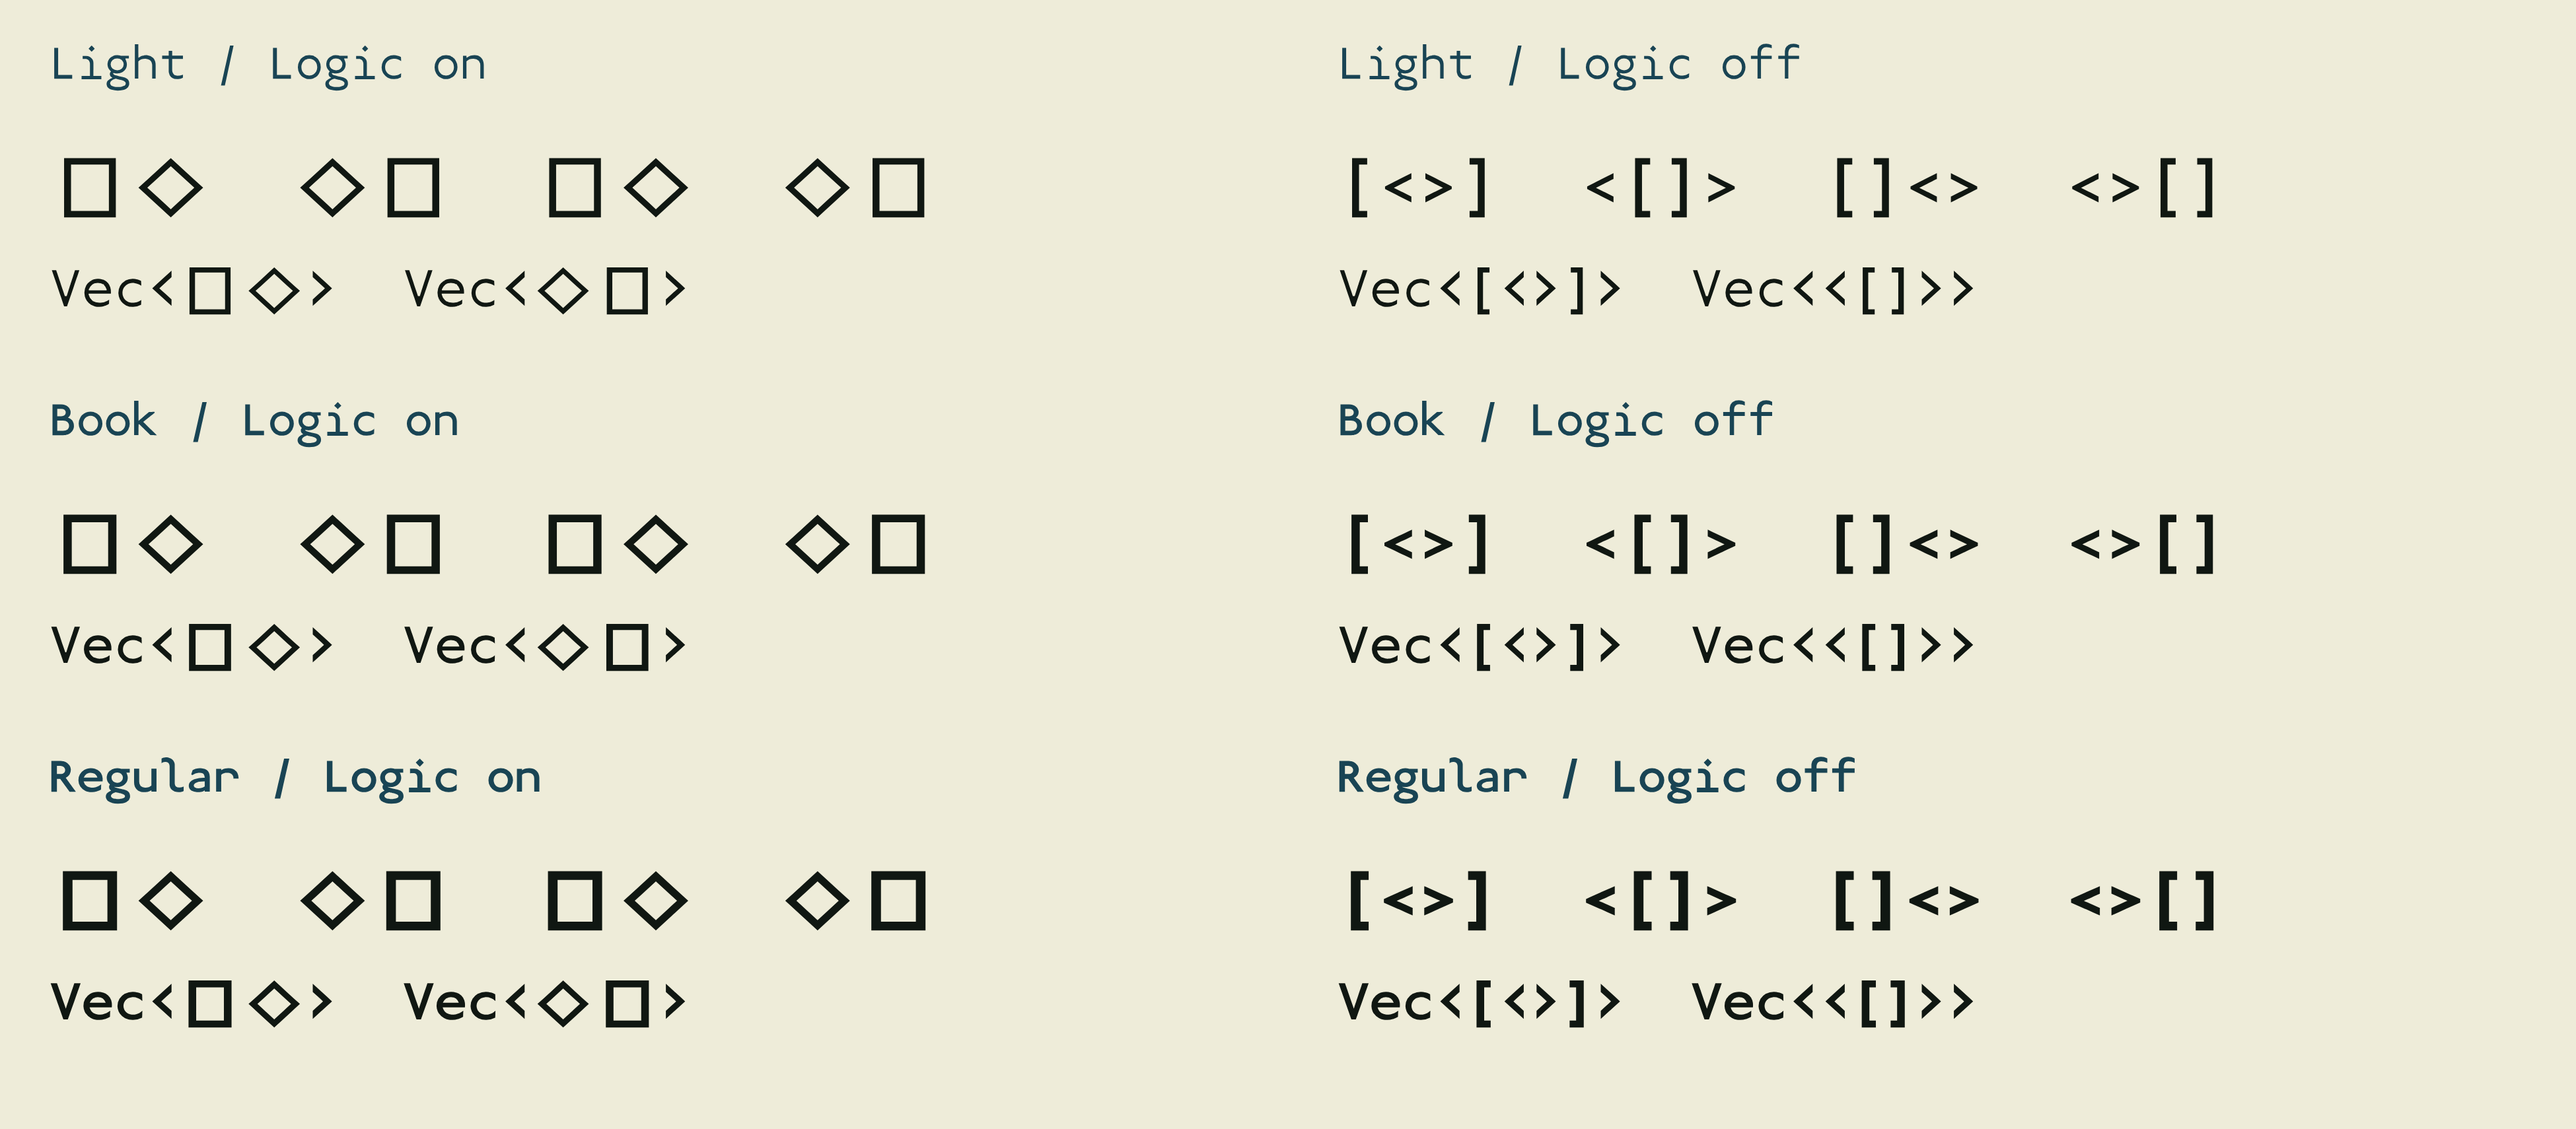 Light / Logic on
□◇ ◇□ □◇ ◇□
Vec<□◇> Vec<◇□>
Book / Logic on
□◇ ◇□ □◇ ◇□
Vec<□◇> Vec<◇□>
Regular / Logic on
□◇ ◇□ □◇ ◇□
Vec<□◇> Vec<◇□>
Light / Logic off
[<>] <[]> []<> <>[]
Vec<[<>]> Vec<<[]>>
Book / Logic off
[<>] <[]> []<> <>[]
Vec<[<>]> Vec<<[]>>
Regular / Logic off
[<>] <[]> []<> <>[]
Vec<[<>]> Vec<<[]>>